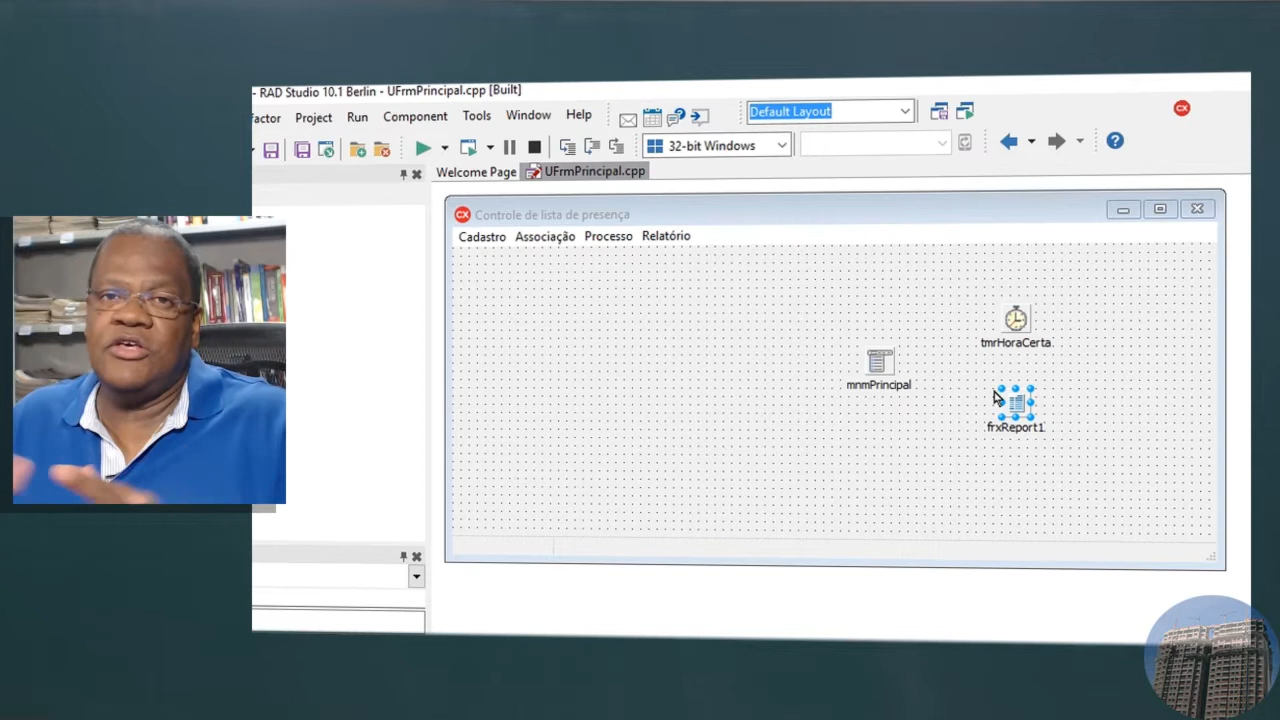 - RAD Studio 10.1 Berlin - UFrmPrincipal.cpp [Built]
factor Project Run Component Tools Window Help
Default Layout
32-bit Windows
Welcome Page UFrmPrincipal.cpp
Controle de lista de presença
Cadastro Associação Processo Relatório
tmrHoraCerta
mnmPrincipal
frxReport1